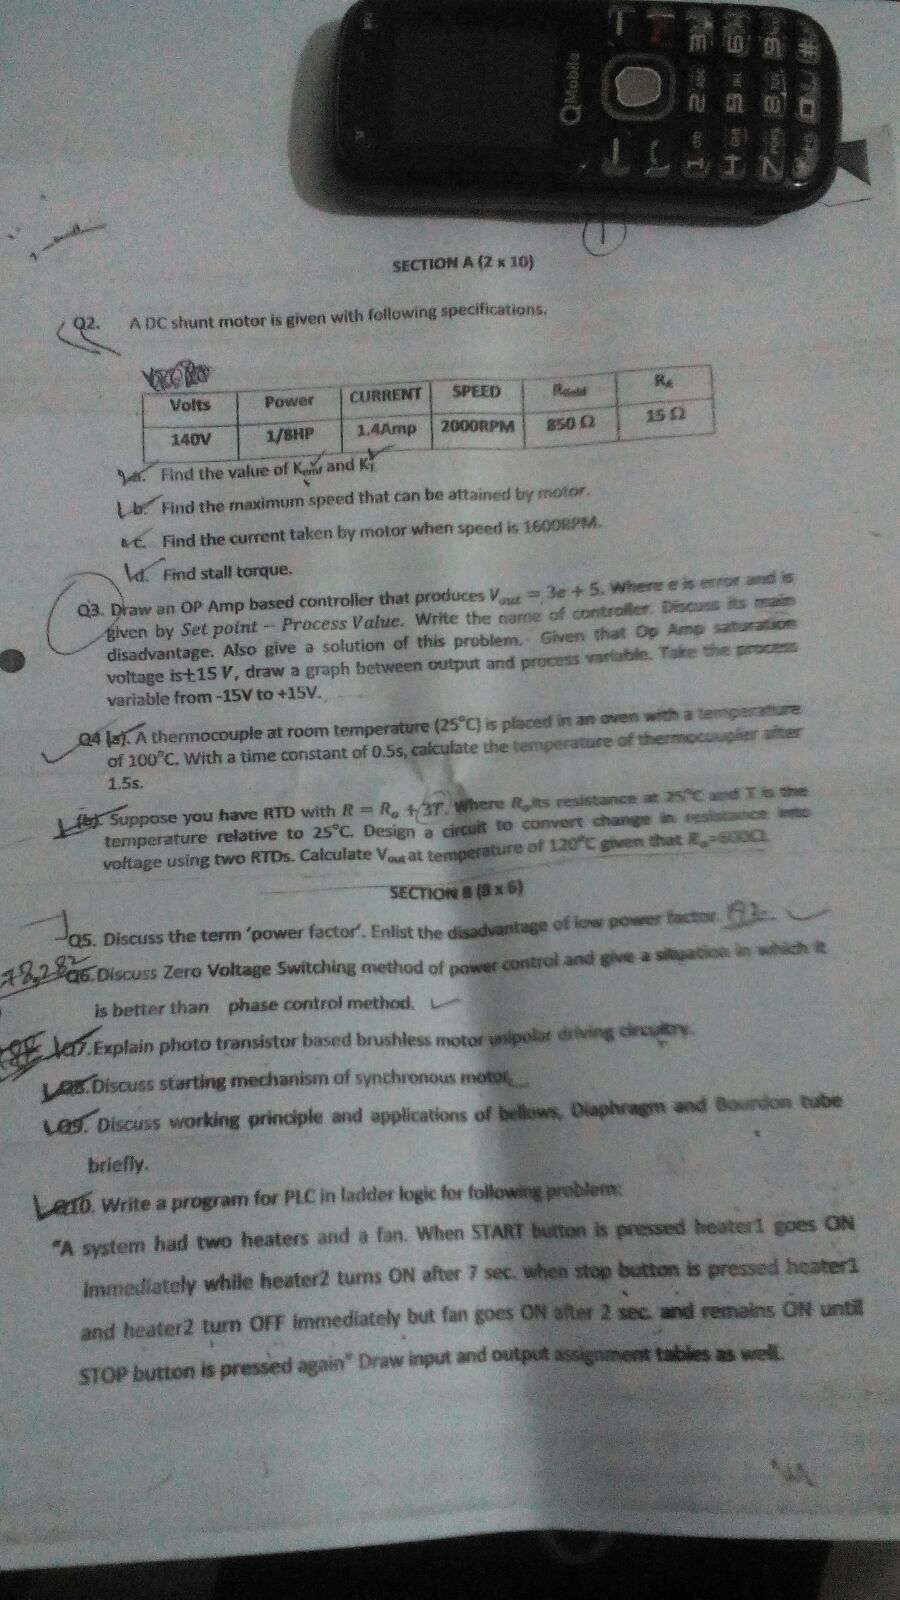 QMobile
SECTION A (2 x 10)
Q2. A DC shunt motor is given with following specifications.
Volts Power CURRENT SPEED Rfield RA
140V 1/8HP 1.4Amp 2000RPM 850 Ω 15 Ω
a. Find the value of Kemf and KT
b. Find the maximum speed that can be attained by motor.
c. Find the current taken by motor when speed is 1600RPM.
d. Find stall torque.
Q3. Draw an OP Amp based controller that produces Vout = 3e + 5. Where e is error and is
given by Set point – Process Value. Write the name of controller. Discuss its main
disadvantage. Also give a solution of this problem. Given that Op Amp saturation
voltage is±15 V, draw a graph between output and process variable. Take the process
variable from -15V to +15V.
Q4 (a). A thermocouple at room temperature (25°C) is placed in an oven with a temperature
of 100°C. With a time constant of 0.5s, calculate the temperature of thermocoupler after
1.5s.
(b). Suppose you have RTD with R = Ro + 3T. Where Ro its resistance at 25°C and T is the
temperature relative to 25°C. Design a circuit to convert change in resistance into
voltage using two RTDs. Calculate Vout at temperature of 120°C given that Ro=600Ω
SECTION B (8 x 6)
Q5. Discuss the term 'power factor'. Enlist the disadvantage of low power factor.
78,282
Q6.Discuss Zero Voltage Switching method of power control and give a situation in which it
is better than phase control method.
Q7.Explain photo transistor based brushless motor unipolar driving circuitry.
Q8.Discuss starting mechanism of synchronous motor
Q9. Discuss working principle and applications of bellows, Diaphragm and Bourdon tube
briefly.
Q10. Write a program for PLC in ladder logic for following problem:
"A system had two heaters and a fan. When START button is pressed heater1 goes ON
immediately while heater2 turns ON after 7 sec. when stop button is pressed heater1
and heater2 turn OFF immediately but fan goes ON after 2 sec. and remains ON until
STOP button is pressed again" Draw input and output assignment tables as well.